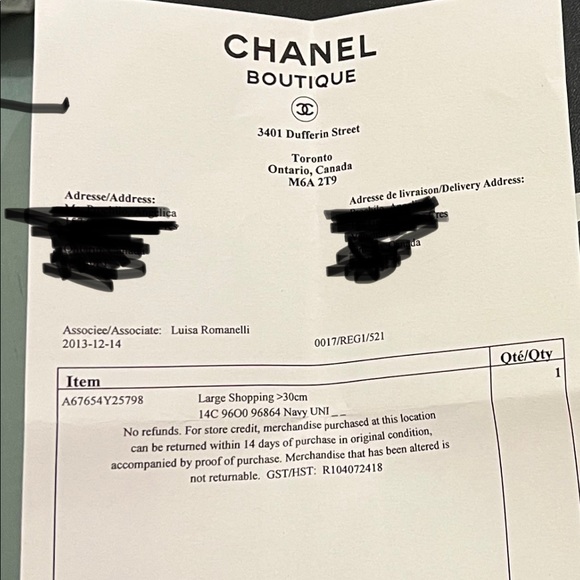 CHANEL
BOUTIQUE
3401 Dufferin Street
Toronto
Ontario, Canada
M6A 2T9
Adresse/Address:
Adresse de livraison/Delivery Address:
Associee/Associate: Luisa Romanelli
2013-12-14
0017/REG1/521
Item
Qté/Qty
A67654Y25798 Large Shopping >30cm 1
14C 96O0 96864 Navy UNI _ _
No refunds. For store credit, merchandise purchased at this location
can be returned within 14 days of purchase in original condition,
accompanied by proof of purchase. Merchandise that has been altered is
not returnable. GST/HST: R104072418